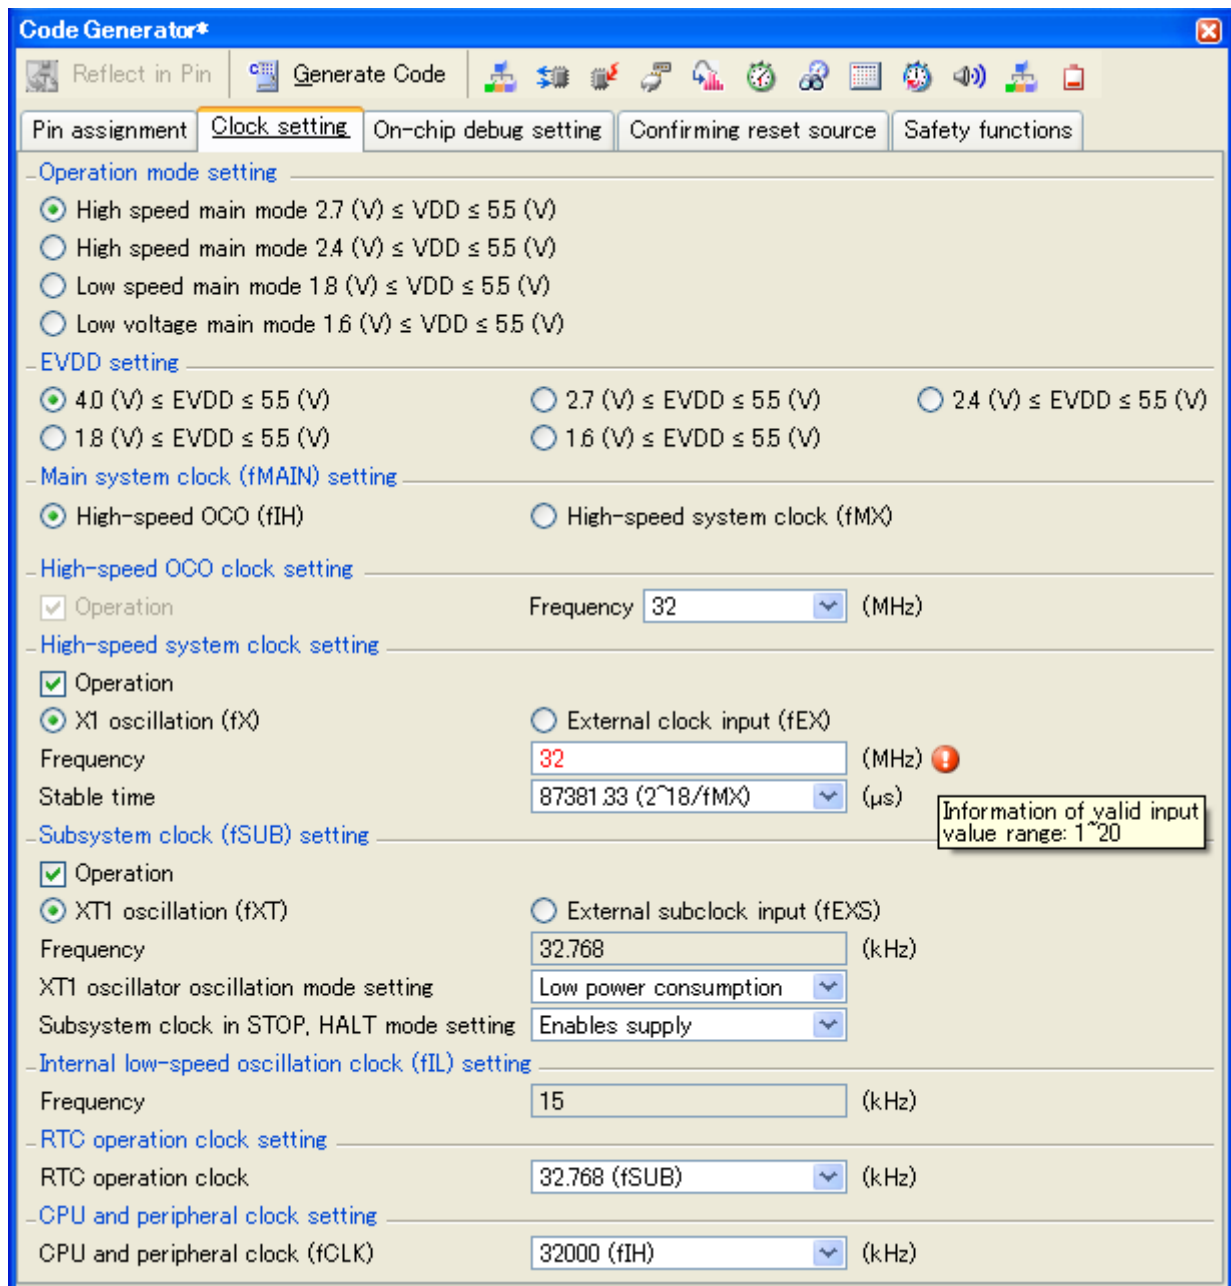 Code Generator*
Reflect in Pin Generate Code
Pin assignment Clock setting On-chip debug setting Confirming reset source Safety functions
Operation mode setting
High speed main mode 2.7 (V) ≤ VDD ≤ 5.5 (V)
High speed main mode 2.4 (V) ≤ VDD ≤ 5.5 (V)
Low speed main mode 1.8 (V) ≤ VDD ≤ 5.5 (V)
Low voltage main mode 1.6 (V) ≤ VDD ≤ 5.5 (V)
EVDD setting
4.0 (V) ≤ EVDD ≤ 5.5 (V) 2.7 (V) ≤ EVDD ≤ 5.5 (V) 2.4 (V) ≤ EVDD ≤ 5.5 (V)
1.8 (V) ≤ EVDD ≤ 5.5 (V) 1.6 (V) ≤ EVDD ≤ 5.5 (V)
Main system clock (fMAIN) setting
High-speed OCO (fIH) High-speed system clock (fMX)
High-speed OCO clock setting
Operation Frequency 32 (MHz)
High-speed system clock setting
Operation
X1 oscillation (fX) External clock input (fEX)
Frequency 32 (MHz)
Stable time 87381.33 (2^18/fMX) (μs)
Information of valid input
value range: 1~20
Subsystem clock (fSUB) setting
Operation
XT1 oscillation (fXT) External subclock input (fEXS)
Frequency 32.768 (kHz)
XT1 oscillator oscillation mode setting Low power consumption
Subsystem clock in STOP, HALT mode setting Enables supply
Internal low-speed oscillation clock (fIL) setting
Frequency 15 (kHz)
RTC operation clock setting
RTC operation clock 32.768 (fSUB) (kHz)
CPU and peripheral clock setting
CPU and peripheral clock (fCLK) 32000 (fIH) (kHz)